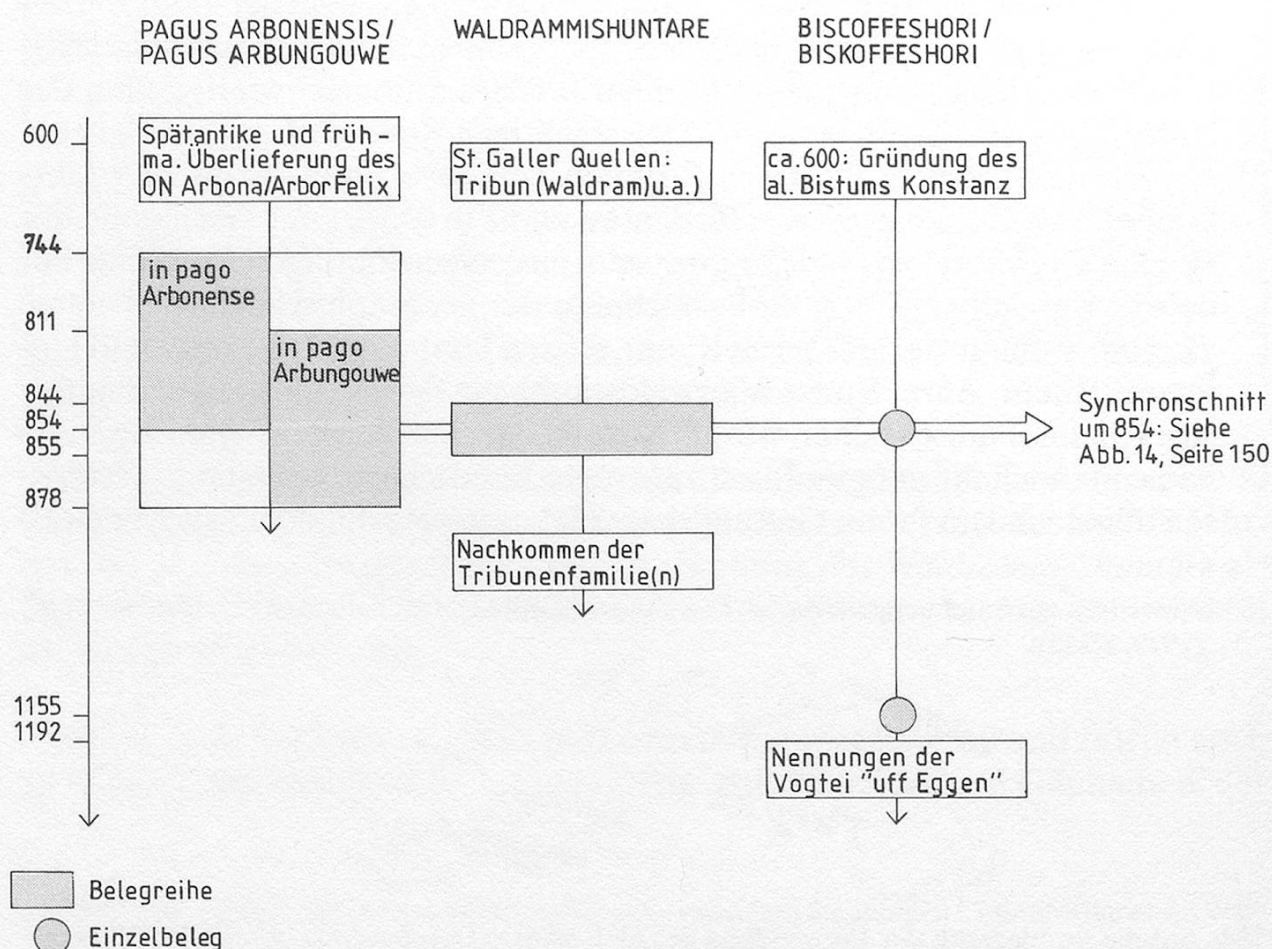 PAGUS ARBONENSIS /
PAGUS ARBUNGOUWE
WALDRAMMISHUNTARE
BISCOFFESHORI /
BISKOFFESHORI
600
744
811
844
854
855
878
1155
1192
Spätantike und früh –
ma. Überlieferung des
ON Arbona/Arbor Felix
St. Galler Quellen:
Tribun (Waldram) u.a.)
ca. 600: Gründung des
al. Bistums Konstanz
in pago
Arbonense
in pago
Arbungouwe
Synchronschnitt
um 854: Siehe
Abb. 14, Seite 150
Nachkommen der
Tribunenfamilie(n)
Nennungen der
Vogtei "uff Eggen"
Belegreihe
Einzelbeleg